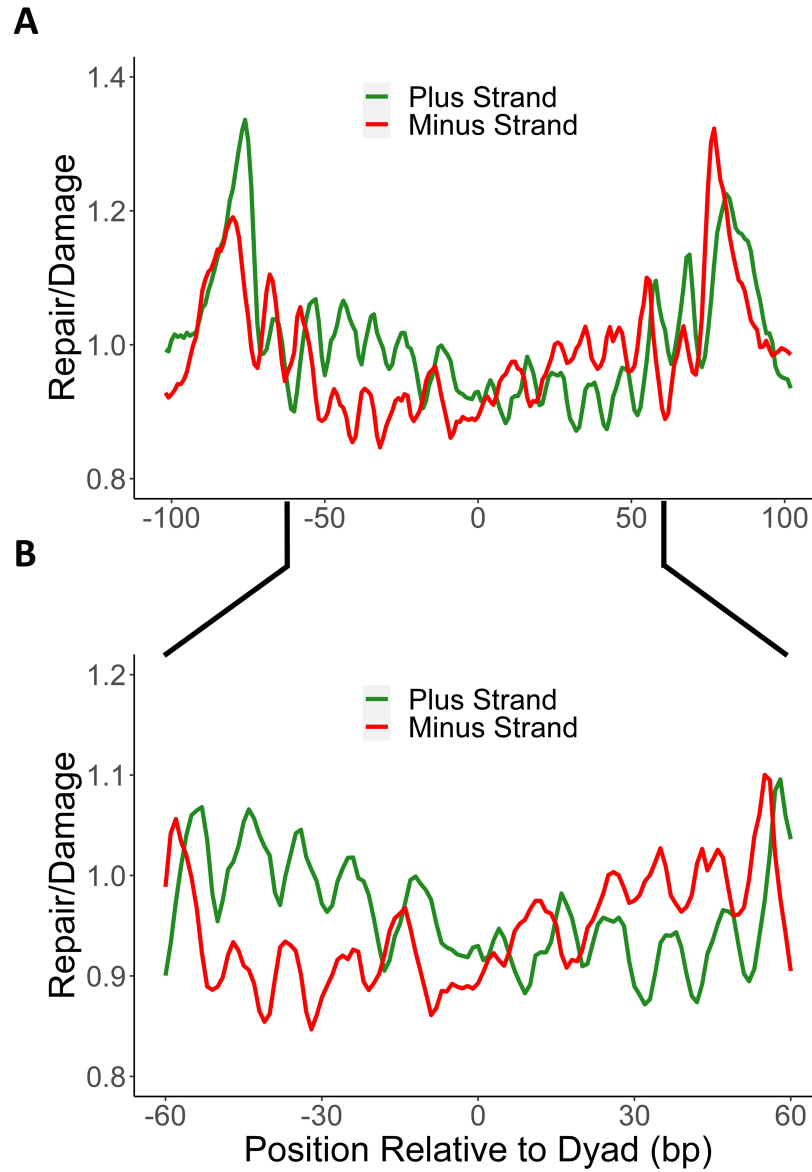 A
1.4
1.2
1.0
0.8
Repair/Damage
Plus Strand
Minus Strand
-100 -50 0 50 100
B
1.2
1.1
1.0
0.9
0.8
Repair/Damage
Plus Strand
Minus Strand
-60 -30 0 30 60
Position Relative to Dyad (bp)